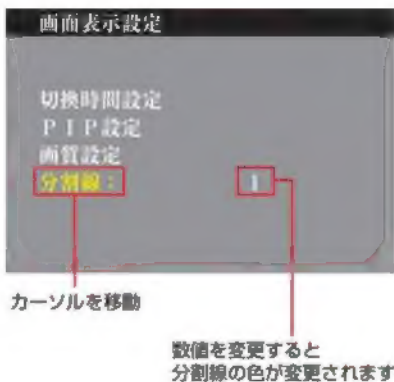 画面表示設定
切換時間設定
PIP設定
画質設定
分割線： 1
カーソルを移動
数値を変更すると
分割線の色が変更されます